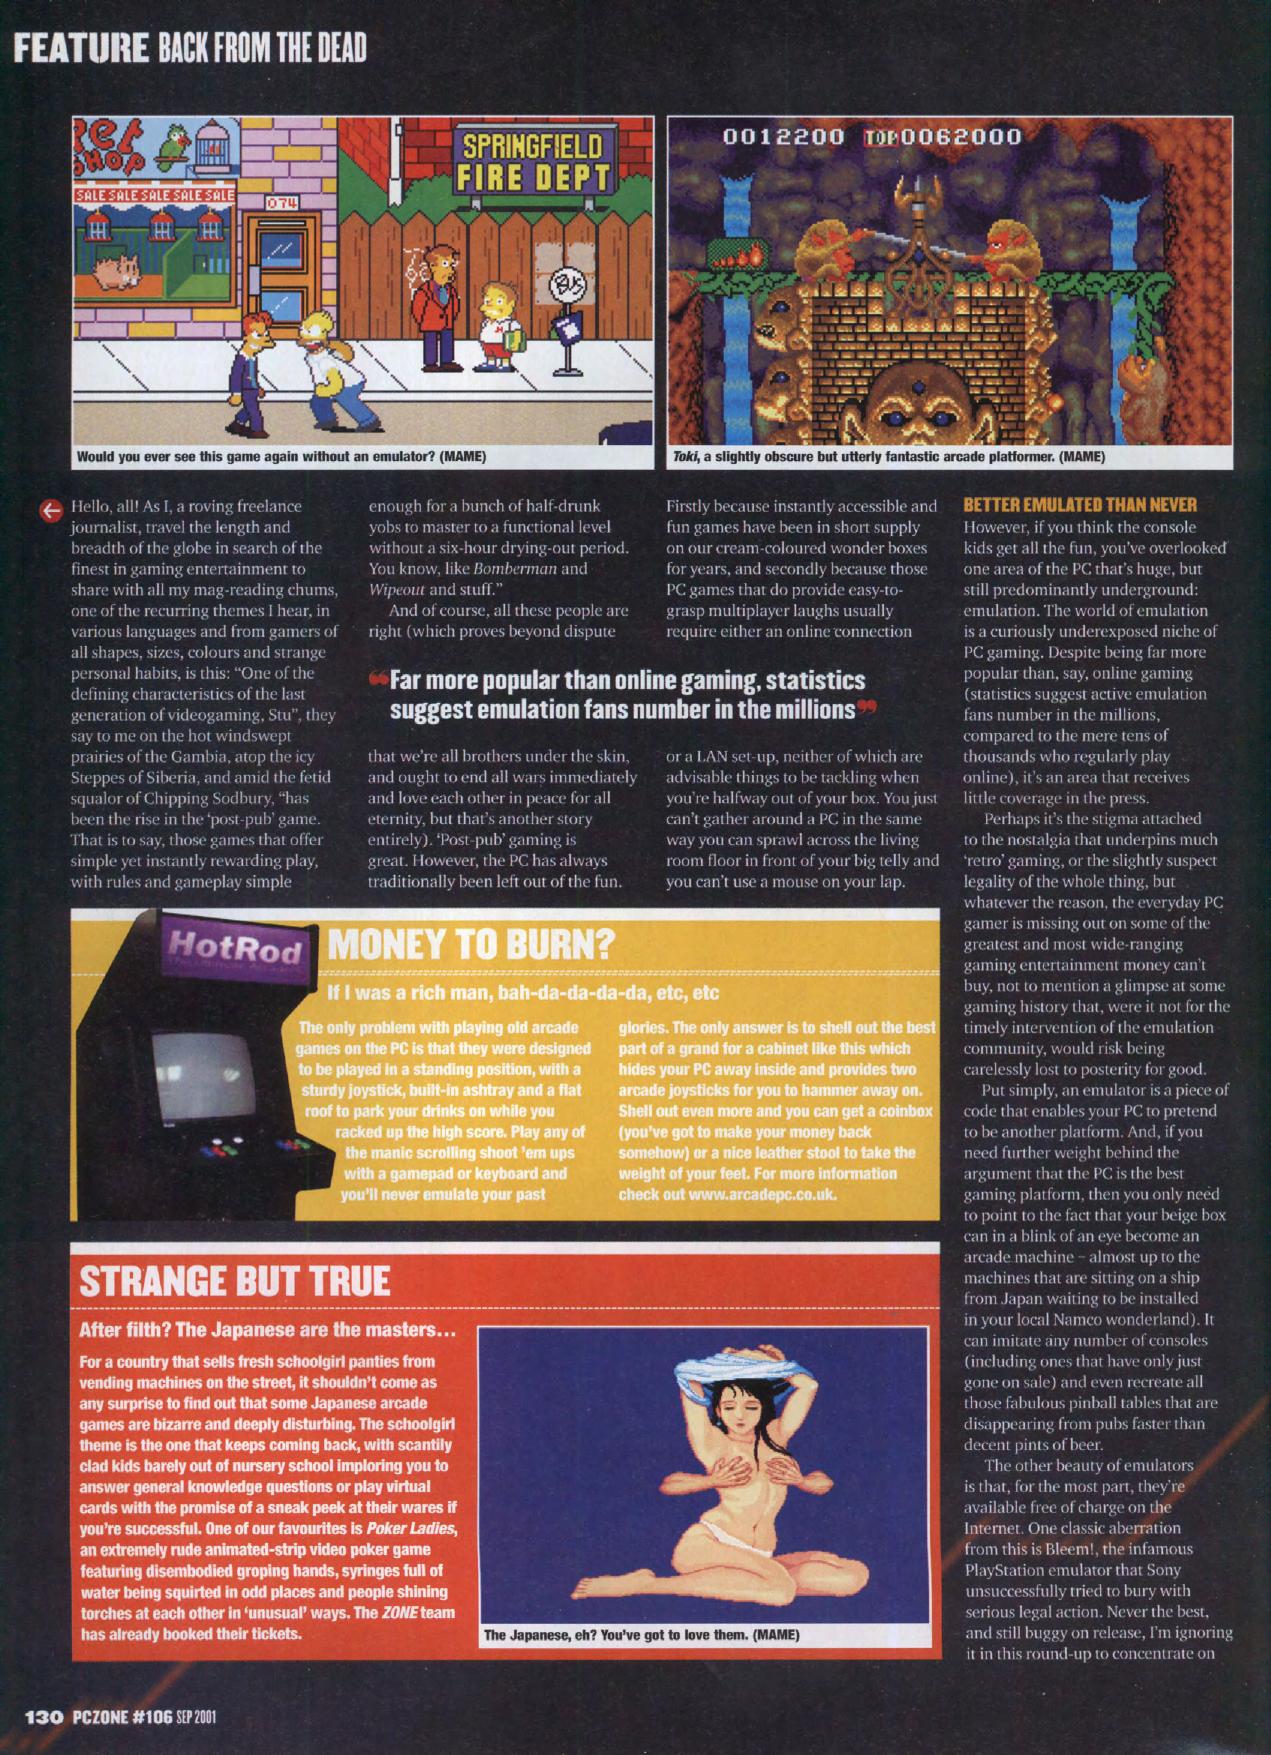 FEATURE BACK FROM THE DEAD
PET SHOP
SALE SALE SALE SALE SALE
074
SPRINGFIELD
FIRE DEPT
BUS
0012200 TOP 0062000
Would you ever see this game again without an emulator? (MAME)
Toki, a slightly obscure but utterly fantastic arcade platformer. (MAME)
Hello, all! As I, a roving freelance
journalist, travel the length and
breadth of the globe in search of the
finest in gaming entertainment to
share with all my mag-reading chums,
one of the recurring themes I hear, in
various languages and from gamers of
all shapes, sizes, colours and strange
personal habits, is this: “One of the
defining characteristics of the last
generation of videogaming, Stu”, they
say to me on the hot windswept
prairies of the Gambia, atop the icy
Steppes of Siberia, and amid the fetid
squalor of Chipping Sodbury, “has
been the rise in the ‘post-pub’ game.
That is to say, those games that offer
simple yet instantly rewarding play,
with rules and gameplay simple
enough for a bunch of half-drunk
yobs to master to a functional level
without a six-hour drying-out period.
You know, like Bomberman and
Wipeout and stuff.”
And of course, all these people are
right (which proves beyond dispute
that we’re all brothers under the skin,
and ought to end all wars immediately
and love each other in peace for all
eternity, but that’s another story
entirely). ‘Post-pub’ gaming is
great. However, the PC has always
traditionally been left out of the fun.
Firstly because instantly accessible and
fun games have been in short supply
on our cream-coloured wonder boxes
for years, and secondly because those
PC games that do provide easy-to-
grasp multiplayer laughs usually
require either an online connection
or a LAN set-up, neither of which are
advisable things to be tackling when
you’re halfway out of your box. You just
can’t gather around a PC in the same
way you can sprawl across the living
room floor in front of your big telly and
you can’t use a mouse on your lap.
“Far more popular than online gaming, statistics
suggest emulation fans number in the millions”
BETTER EMULATED THAN NEVER
However, if you think the console
kids get all the fun, you’ve overlooked
one area of the PC that’s huge, but
still predominantly underground:
emulation. The world of emulation
is a curiously underexposed niche of
PC gaming. Despite being far more
popular than, say, online gaming
(statistics suggest active emulation
fans number in the millions,
compared to the mere tens of
thousands who regularly play
online), it’s an area that receives
little coverage in the press.
Perhaps it’s the stigma attached
to the nostalgia that underpins much
‘retro’ gaming, or the slightly suspect
legality of the whole thing, but
whatever the reason, the everyday PC
gamer is missing out on some of the
greatest and most wide-ranging
gaming entertainment money can’t
buy, not to mention a glimpse at some
gaming history that, were it not for the
timely intervention of the emulation
community, would risk being
carelessly lost to posterity for good.
Put simply, an emulator is a piece of
code that enables your PC to pretend
to be another platform. And, if you
need further weight behind the
argument that the PC is the best
gaming platform, then you only need
to point to the fact that your beige box
can in a blink of an eye become an
arcade machine – almost up to the
machines that are sitting on a ship
from Japan waiting to be installed
in your local Namco wonderland). It
can imitate any number of consoles
(including ones that have only just
gone on sale) and even recreate all
those fabulous pinball tables that are
disappearing from pubs faster than
decent pints of beer.
The other beauty of emulators
is that, for the most part, they’re
available free of charge on the
Internet. One classic aberration
from this is Bleem!, the infamous
PlayStation emulator that Sony
unsuccessfully tried to bury with
serious legal action. Never the best,
and still buggy on release, I’m ignoring
it in this round-up to concentrate on
HotRod
MONEY TO BURN?
If I was a rich man, bah-da-da-da-da, etc, etc
The only problem with playing old arcade
games on the PC is that they were designed
to be played in a standing position, with a
sturdy joystick, built-in ashtray and a flat
roof to park your drinks on while you
racked up the high score. Play any of
the manic scrolling shoot ’em ups
with a gamepad or keyboard and
you’ll never emulate your past
glories. The only answer is to shell out the best
part of a grand for a cabinet like this which
hides your PC away inside and provides two
arcade joysticks for you to hammer away on.
Shell out even more and you can get a coinbox
(you’ve got to make your money back
somehow) or a nice leather stool to take the
weight of your feet. For more information
check out www.arcadepc.co.uk.
STRANGE BUT TRUE
After filth? The Japanese are the masters...
For a country that sells fresh schoolgirl panties from
vending machines on the street, it shouldn’t come as
any surprise to find out that some Japanese arcade
games are bizarre and deeply disturbing. The schoolgirl
theme is the one that keeps coming back, with scantily
clad kids barely out of nursery school imploring you to
answer general knowledge questions or play virtual
cards with the promise of a sneak peek at their wares if
you’re successful. One of our favourites is Poker Ladies,
an extremely rude animated-strip video poker game
featuring disembodied groping hands, syringes full of
water being squirted in odd places and people shining
torches at each other in ‘unusual’ ways. The ZONE team
has already booked their tickets.
The Japanese, eh? You’ve got to love them. (MAME)
130 PCZONE #106 SEP 2001